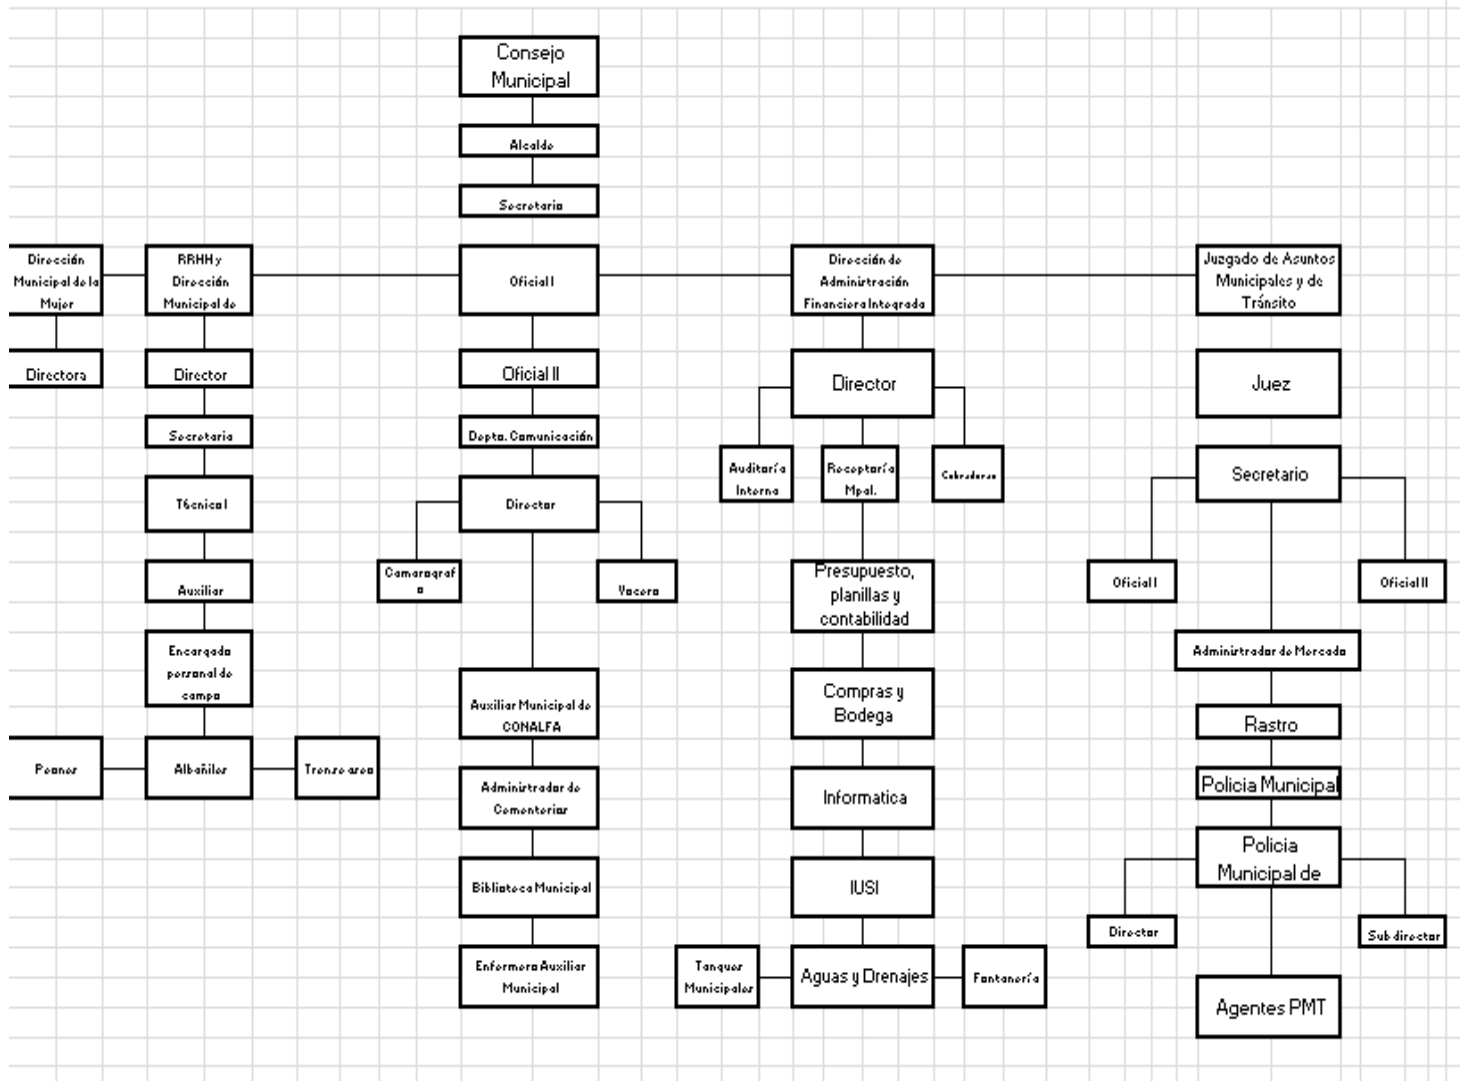 Consejo
Municipal
Alcalde
Secretario
Dirección
Municipal de la
Mujer
RRHH y
Dirección
Municipal de
Oficial I
Dirección de
Administración
Financiera Integrada
Juzgado de Asuntos
Municipales y de
Tránsito
Directora
Director
Oficial II
Director
Juez
Secretaria
Depto. Comunicación
Auditoría
Interna
Receptoría
Mpal.
Cobradores
Secretario
Técnico I
Director
Auxiliar
Camarograf
o
Vocero
Presupuesto,
planillas y
contabilidad
Oficial I
Oficial II
Encargado
personal de
campo
Administrador de Mercado
Auxiliar Municipal de
CONALFA
Compras y
Bodega
Rastro
Peones
Albañiles
Trense aseo
Administrador de
Cementerios
Informatica
Policia Municipal
Biblioteca Municipal
IUSI
Policia
Municipal de
Director
Sub director
Enfermera Auxiliar
Municipal
Tanques
Municipales
Aguas y Drenajes
Fontanería
Agentes PMT